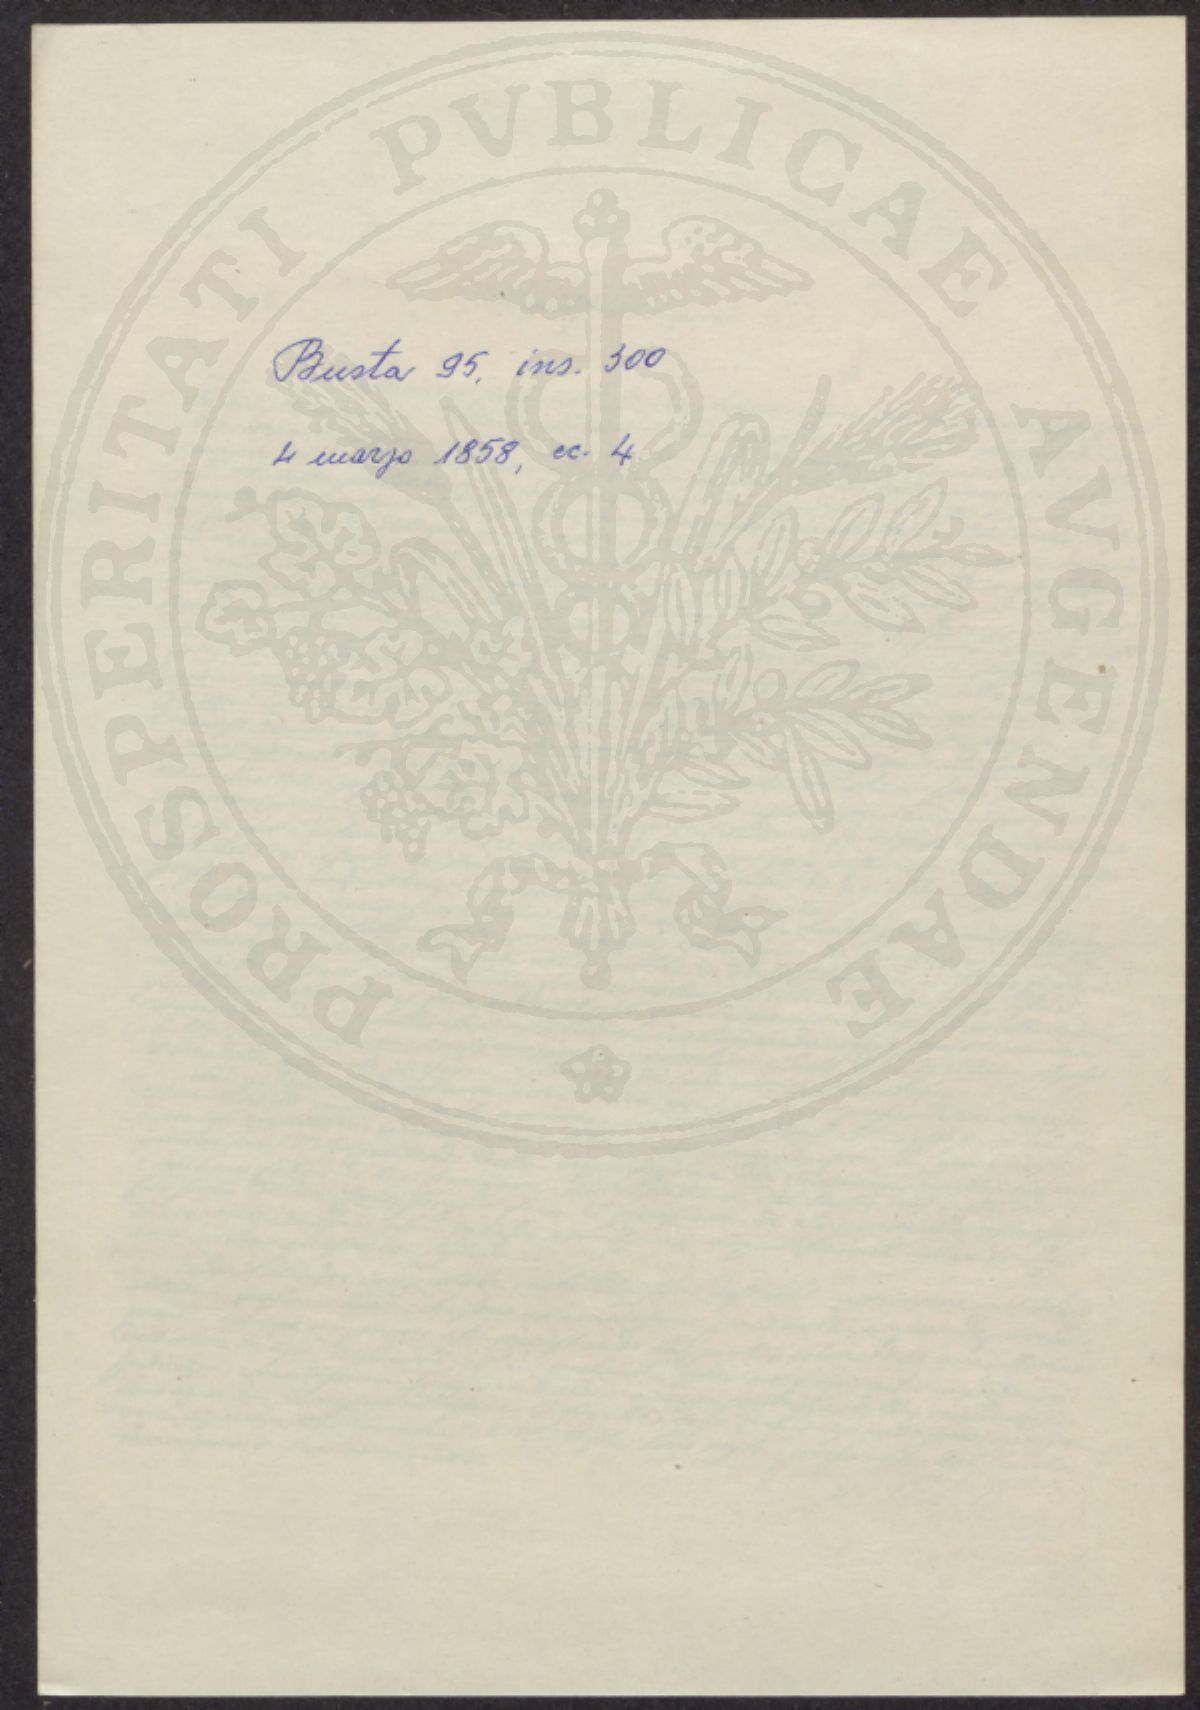 PROSPERITATI PVBLICAE AVGENDAE
Busta 95, ins. 300
4 marzo 1858, cc. 4